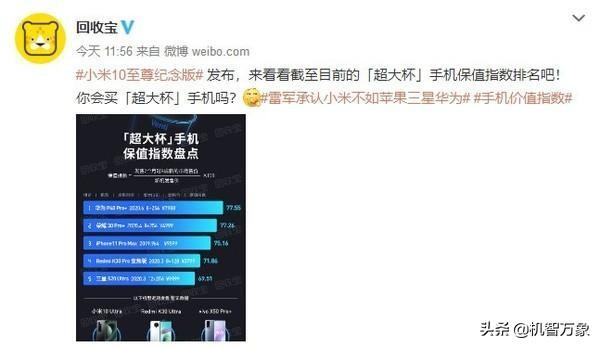 回收宝
今天 11:56 来自 微博 weibo.com
#小米10至尊纪念版# 发布，来看看截至目前的「超大杯」手机保值指数排名吧！
你会买「超大杯」手机吗？#雷军承认小米不如苹果三星华为# #手机价值指数#
「超大杯」手机
保值指数盘点
1 华为 P40 Pro+ 2020.6 8+256 ¥7988 77.55
2 荣耀30 Pro+ 2020.4 8+256 ¥4999 77.26
3 iPhone11 Pro Max 2019.9 64 ¥9599 75.16
4 Redmi K30 Pro 2020.3 8+128 71.86
5 三星 S20 Ultra 2020.3 12+256 ¥9999 69.51
小米10 Ultra Redmi K30 Ultra vivo X50 Pro+
头条 @机智万象